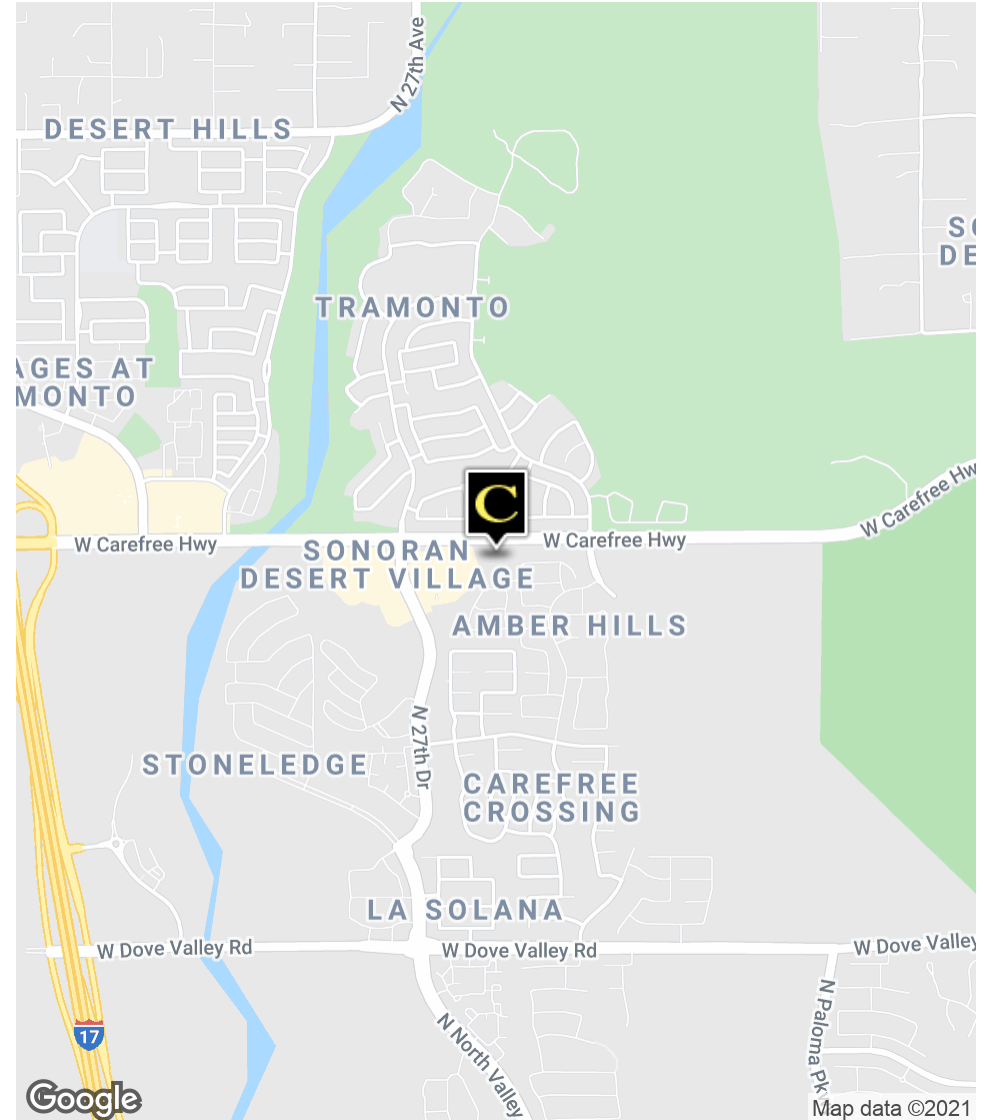 N 27th Ave
DESERT HILLS
SO
DE
TRAMONTO
AGES AT
MONTO
C
W Carefree Hwy
W Carefree Hwy
W Carefree Hw
SONORAN
DESERT VILLAGE
AMBER HILLS
N 27th Dr
STONELEDGE
CAREFREE
CROSSING
LA SOLANA
W Dove Valley Rd
W Dove Valley Rd
W Dove Valley
N Paloma Pk
17
N North Valley
Google
Map data ©2021